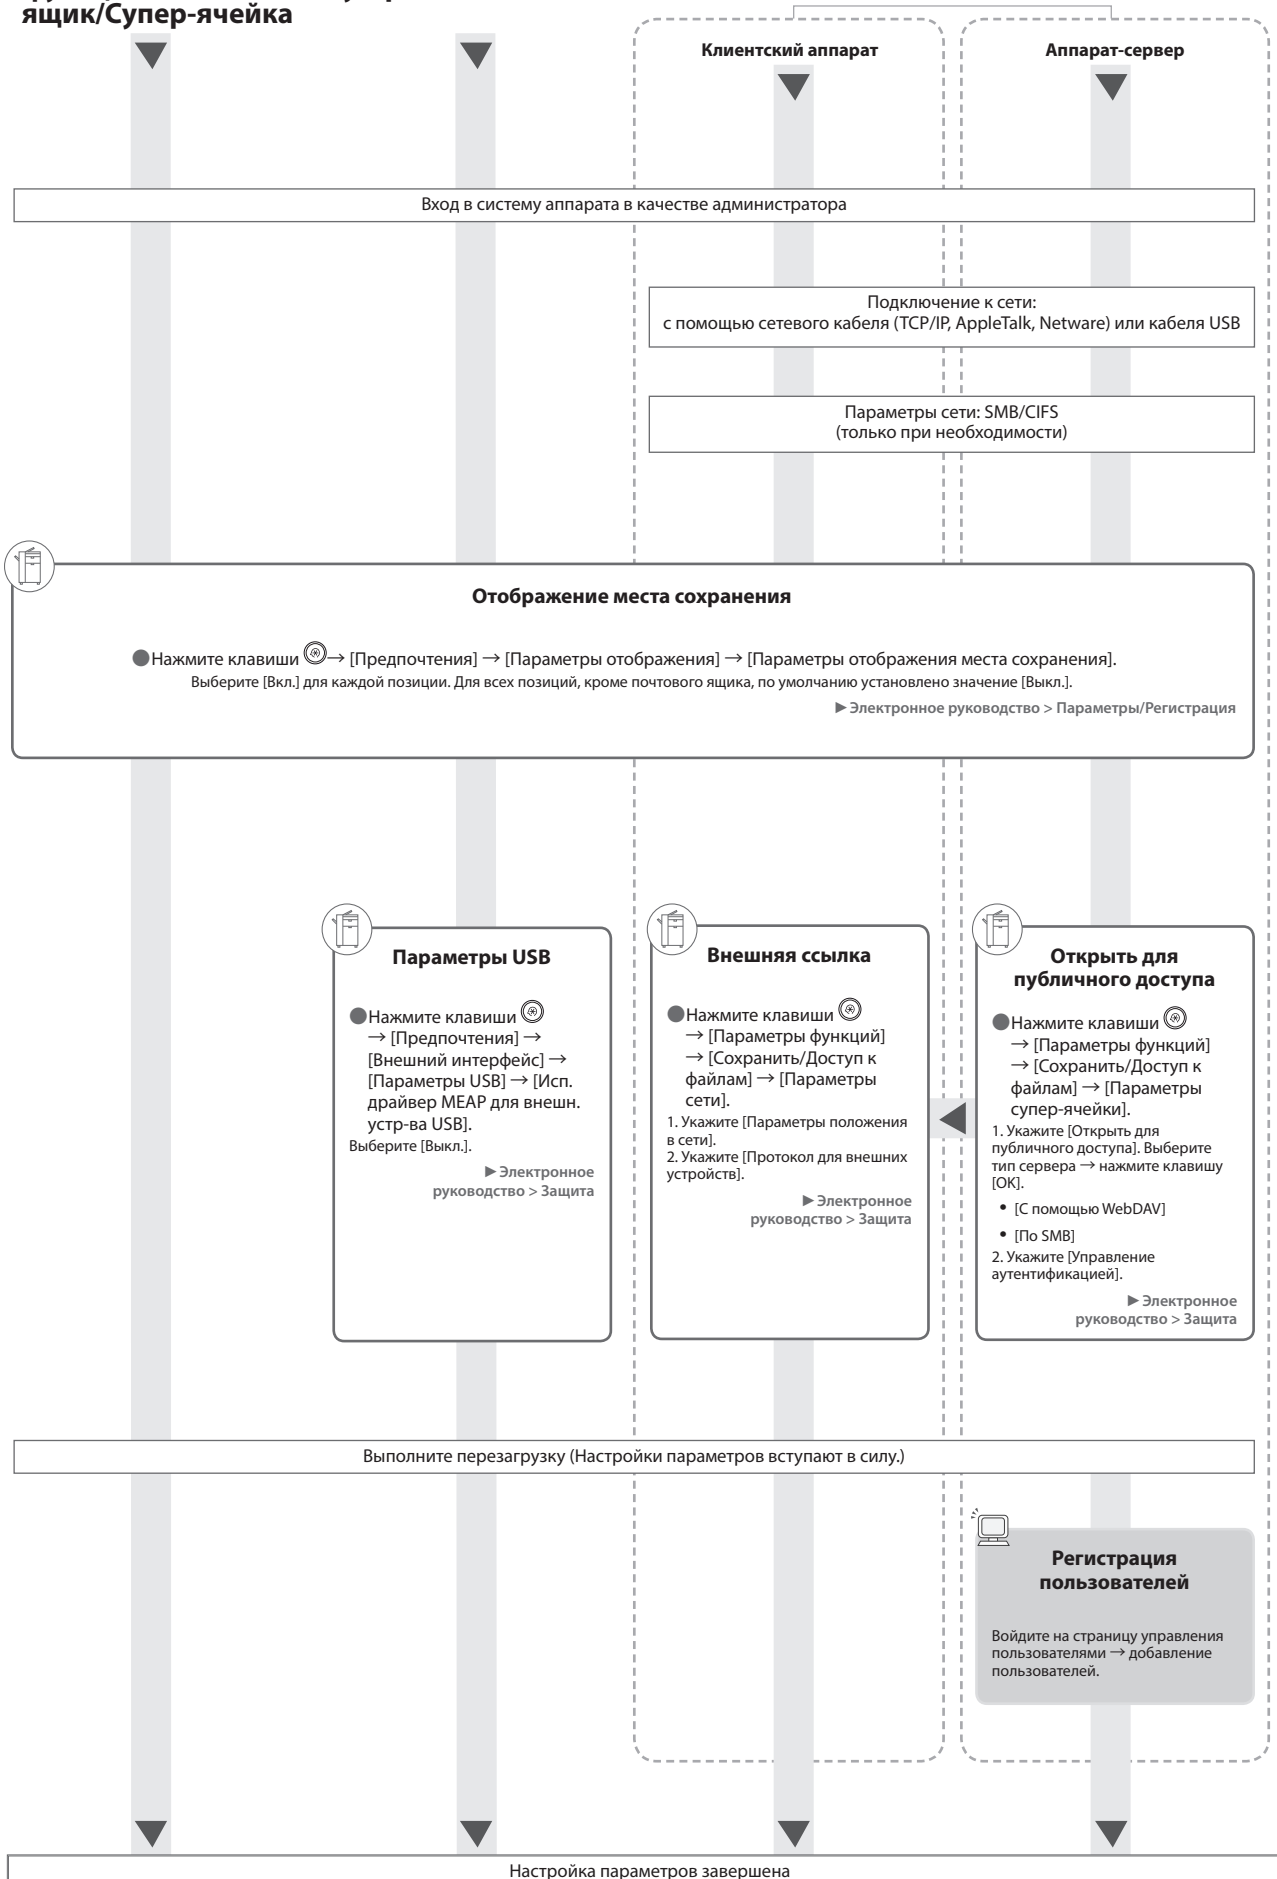 ящик/Супер-ячейка
Клиентский аппарат
Аппарат-сервер
Вход в систему аппарата в качестве администратора
Подключение к сети:
с помощью сетевого кабеля (TCP/IP, AppleTalk, Netware) или кабеля USB
Параметры сети: SMB/CIFS
(только при необходимости)
Отображение места сохранения
●Нажмите клавиши → [Предпочтения] → [Параметры отображения] → [Параметры отображения места сохранения].
Выберите [Вкл.] для каждой позиции. Для всех позиций, кроме почтового ящика, по умолчанию установлено значение [Выкл.].
►Электронное руководство > Параметры/Регистрация
Параметры USB
●Нажмите клавиши
→ [Предпочтения] →
[Внешний интерфейс] →
[Параметры USB] → [Исп.
драйвер MEAP для внешн.
устр-ва USB].
Выберите [Выкл.].
►Электронное
руководство > Защита
Внешняя ссылка
●Нажмите клавиши
→ [Параметры функций]
→ [Сохранить/Доступ к
файлам] → [Параметры
сети].
1. Укажите [Параметры положения
в сети].
2. Укажите [Протокол для внешних
устройств].
►Электронное
руководство > Защита
Открыть для
публичного доступа
●Нажмите клавиши
→ [Параметры функций]
→ [Сохранить/Доступ к
файлам] → [Параметры
супер-ячейки].
1. Укажите [Открыть для
публичного доступа]. Выберите
тип сервера → нажмите клавишу
[OK].
• [С помощью WebDAV]
• [По SMB]
2. Укажите [Управление
аутентификацией].
►Электронное
руководство > Защита
Выполните перезагрузку (Настройки параметров вступают в силу.)
Регистрация
пользователей
Войдите на страницу управления
пользователями → добавление
пользователей.
Настройка параметров завершена